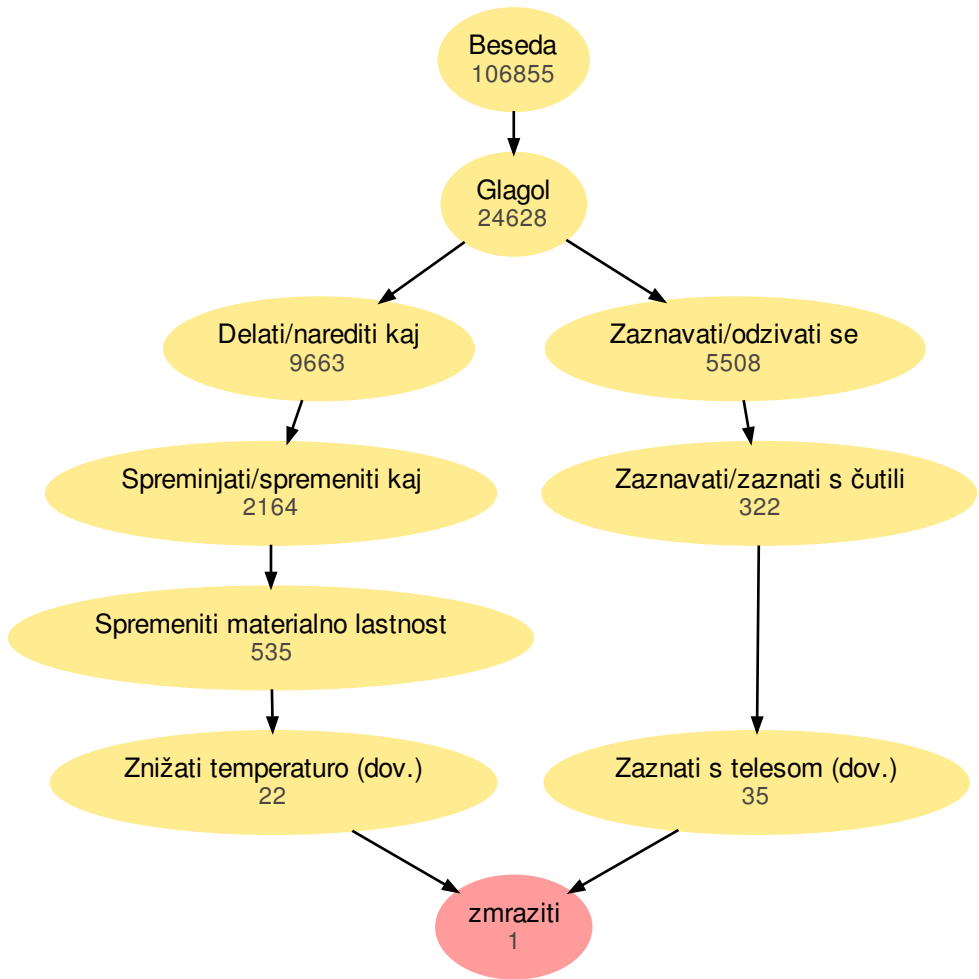 Beseda
106855
Glagol
24628
Delati/narediti kaj
9663
Zaznavati/odzivati se
5508
Spreminjati/spremeniti kaj
2164
Zaznavati/zaznati s čutili
322
Spremeniti materialno lastnost
535
Znižati temperaturo (dov.)
22
Zaznati s telesom (dov.)
35
zmraziti
1